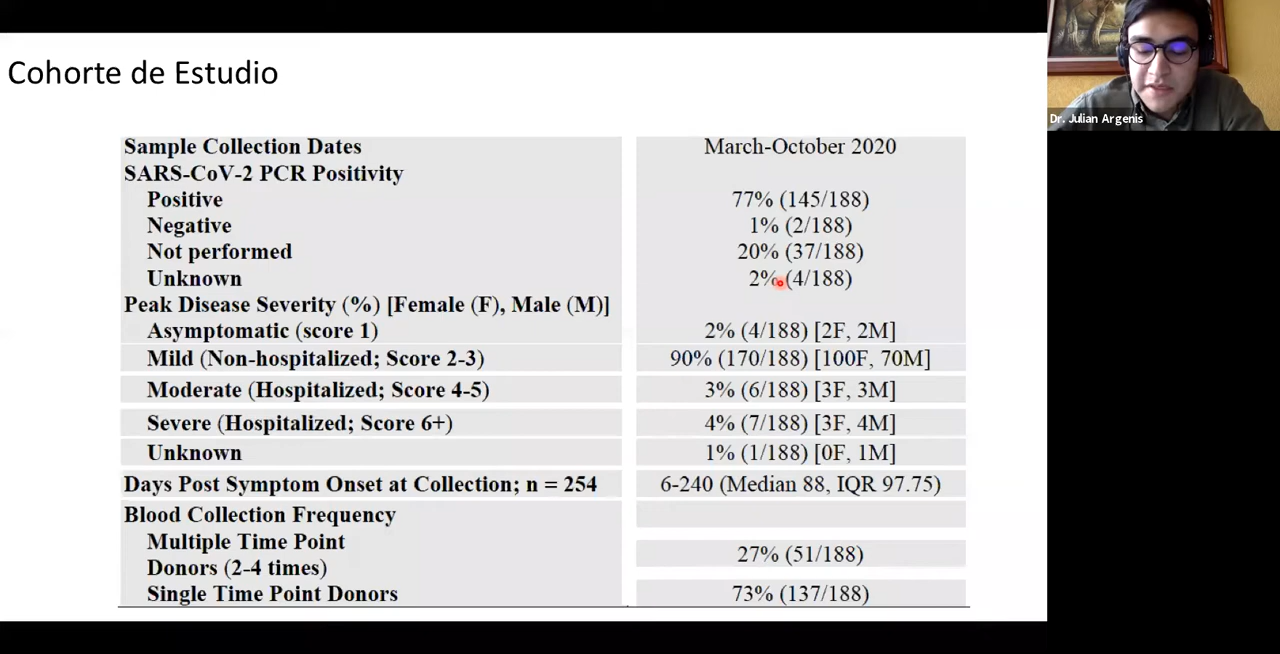 Cohorte de Estudio
Dr. Julian Argenis
Sample Collection Dates March-October 2020
SARS-CoV-2 PCR Positivity
Positive 77% (145/188)
Negative 1% (2/188)
Not performed 20% (37/188)
Unknown 2% (4/188)
Peak Disease Severity (%) [Female (F), Male (M)]
Asymptomatic (score 1) 2% (4/188) [2F, 2M]
Mild (Non-hospitalized; Score 2-3) 90% (170/188) [100F, 70M]
Moderate (Hospitalized; Score 4-5) 3% (6/188) [3F, 3M]
Severe (Hospitalized; Score 6+) 4% (7/188) [3F, 4M]
Unknown 1% (1/188) [0F, 1M]
Days Post Symptom Onset at Collection; n = 254 6-240 (Median 88, IQR 97.75)
Blood Collection Frequency
Multiple Time Point
Donors (2-4 times) 27% (51/188)
Single Time Point Donors 73% (137/188)